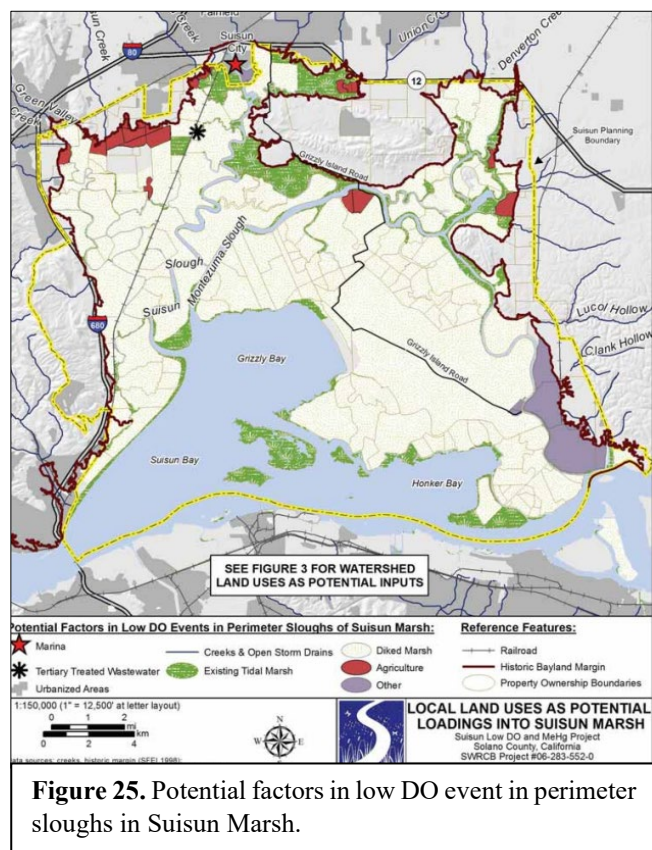 Fairfield
Suisun
City
80
Union Creek
Denverton Creek
Green Valley
Creek
12
Suisun Planning
Boundary
Grizzly Island Road
Slough
Montezuma Slough
Suisun
Lucol Hollow
Clank Hollow
680
Grizzly Bay
Grizzly Island Road
Suisun Bay
Honker Bay
SEE FIGURE 3 FOR WATERSHED
LAND USES AS POTENTIAL INPUTS
Potential Factors in Low DO Events in Perimeter Sloughs of Suisun Marsh:
Reference Features:
Marina
Creeks & Open Storm Drains
Diked Marsh
Railroad
Tertiary Treated Wastewater
Existing Tidal Marsh
Agriculture
Historic Bayland Margin
Urbanized Areas
Other
Property Ownership Boundaries
1:150,000 (1" = 12,500' at letter layout)
0 1 2
mi
km
0 2 4
N
W E
S
LOCAL LAND USES AS POTENTIAL
LOADINGS INTO SUISUN MARSH
Suisun Low DO and MeHg Project
Solano County, California
SWRCB Project #06-283-552-0
Figure 25. Potential factors in low DO event in perimeter
sloughs in Suisun Marsh.